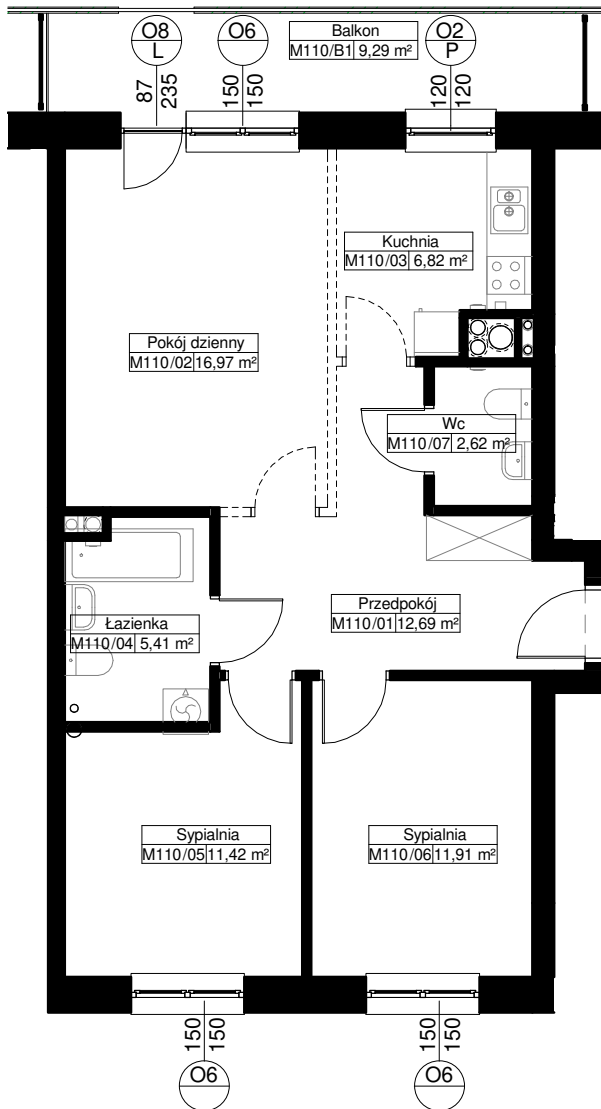 O8
L
O6
Balkon
M110/B1 9,29 m²
O2
P
87
235
150
150
120
120
Kuchnia
M110/03 6,82 m²
Pokój dzienny
M110/02 16,97 m²
Wc
M110/07 2,62 m²
Łazienka
M110/04 5,41 m²
Przedpokój
M110/01 12,69 m²
Sypialnia
M110/05 11,42 m²
Sypialnia
M110/06 11,91 m²
150
150
150
150
O6
O6